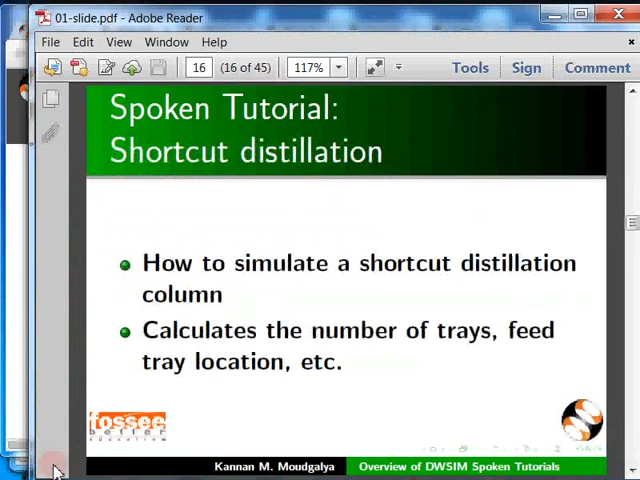 01-slide.pdf - Adobe Reader
File Edit View Window Help
16 (16 of 45) 117% Tools Sign Comment
Spoken Tutorial:
Shortcut distillation
How to simulate a shortcut distillation
column
Calculates the number of trays, feed
tray location, etc.
fossee
Kannan M. Moudgalya Overview of DWSIM Spoken Tutorials